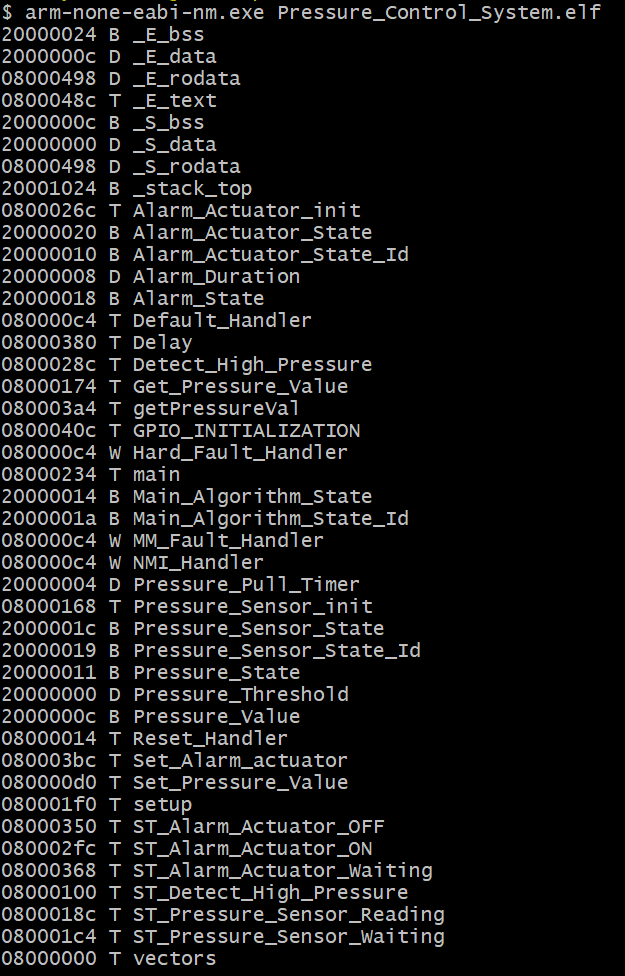 $ arm-none-eabi-nm.exe Pressure_Control_System.elf
20000024 B _E_bss
2000000c D _E_data
08000498 D _E_rodata
0800048c T _E_text
2000000c B _S_bss
20000000 D _S_data
08000498 D _S_rodata
20001024 B _stack_top
0800026c T Alarm_Actuator_init
20000020 B Alarm_Actuator_State
20000010 B Alarm_Actuator_State_Id
20000008 D Alarm_Duration
20000018 B Alarm_State
080000c4 T Default_Handler
08000380 T Delay
0800028c T Detect_High_Pressure
08000174 T Get_Pressure_Value
080003a4 T getPressureVal
0800040c T GPIO_INITIALIZATION
080000c4 W Hard_Fault_Handler
08000234 T main
20000014 B Main_Algorithm_State
2000001a B Main_Algorithm_State_Id
080000c4 W MM_Fault_Handler
080000c4 W NMI_Handler
20000004 D Pressure_Pull_Timer
08000168 T Pressure_Sensor_init
2000001c B Pressure_Sensor_State
20000019 B Pressure_Sensor_State_Id
20000011 B Pressure_State
20000000 D Pressure_Threshold
2000000c B Pressure_Value
08000014 T Reset_Handler
080003bc T Set_Alarm_actuator
080000d0 T Set_Pressure_Value
080001f0 T setup
08000350 T ST_Alarm_Actuator_OFF
080002fc T ST_Alarm_Actuator_ON
08000368 T ST_Alarm_Actuator_Waiting
08000100 T ST_Detect_High_Pressure
0800018c T ST_Pressure_Sensor_Reading
080001c4 T ST_Pressure_Sensor_Waiting
08000000 T vectors